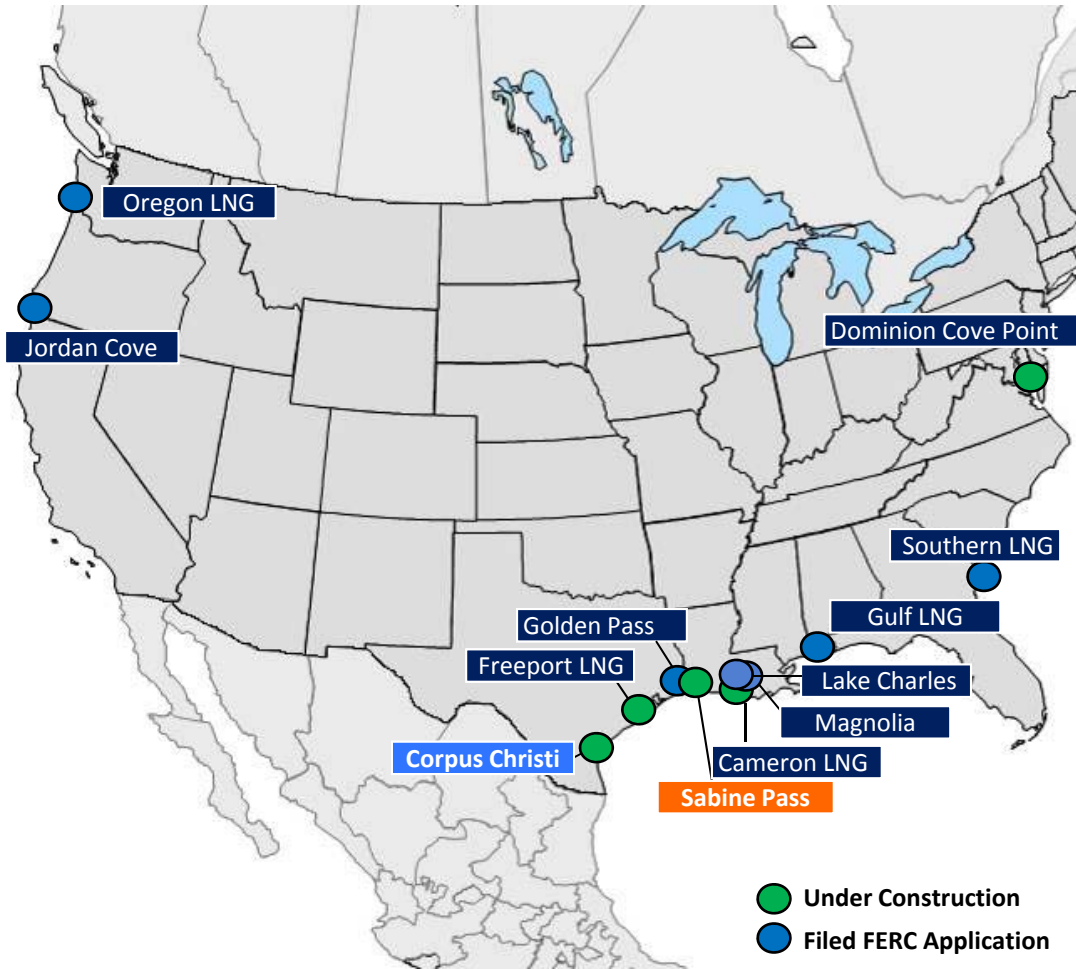 Oregon LNG
Jordan Cove
Dominion Cove Point
Southern LNG
Gulf LNG
Golden Pass
Freeport LNG
Lake Charles
Magnolia
Corpus Christi
Cameron LNG
Sabine Pass
Under Construction
Filed FERC Application